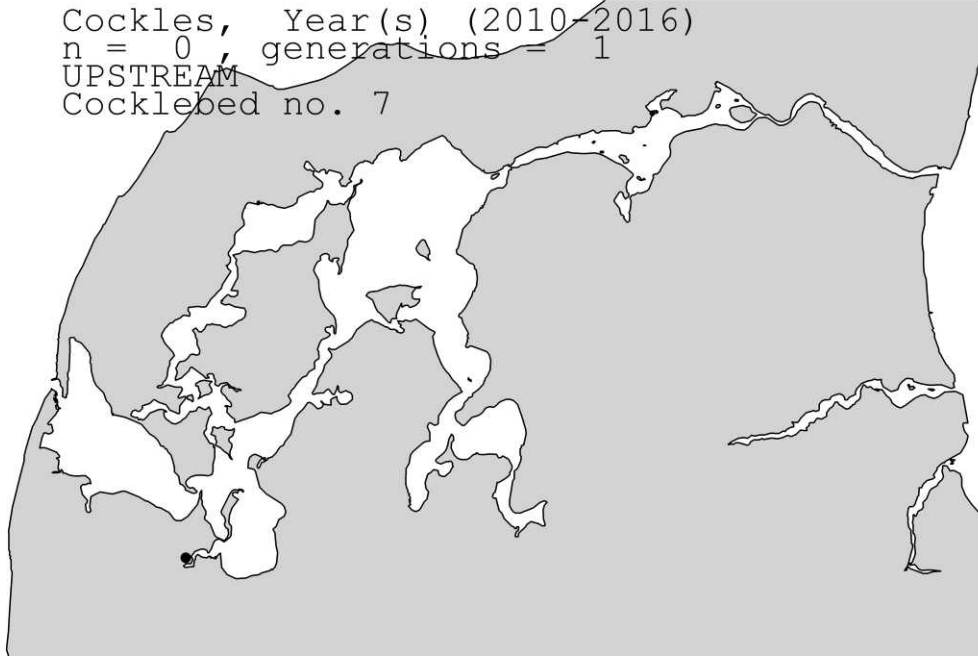 Cockles, Year(s) (2010-2016)
n = 0 , generations = 1
UPSTREAM
Cocklebed no. 7